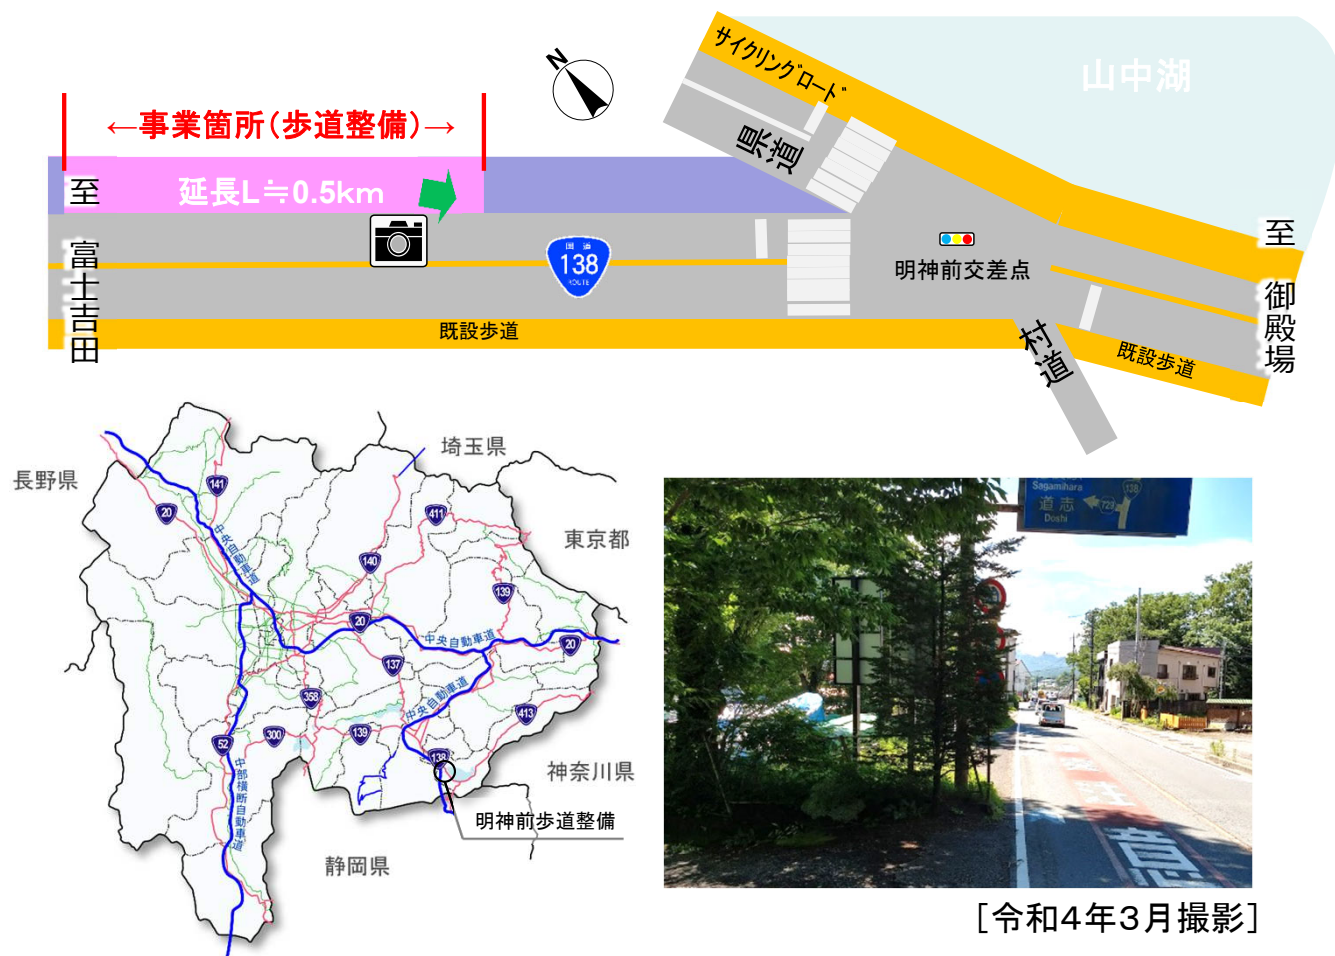 サイクリングロード
山中湖
N
←事業箇所（歩道整備）→
県道
延長L≒0.5km
至 富士吉田
国道
138
ROUTE
明神前交差点
至 御殿場
既設歩道
村道
既設歩道
長野県
埼玉県
東京都
神奈川県
静岡県
141
20
411
140
139
20
20
137
358
413
300
139
52
138
中央自動車道
中央自動車道
中央自動車道
中部横断自動車道
明神前歩道整備
Sagamihara
道志
Doshi
729
138
［令和４年３月撮影］